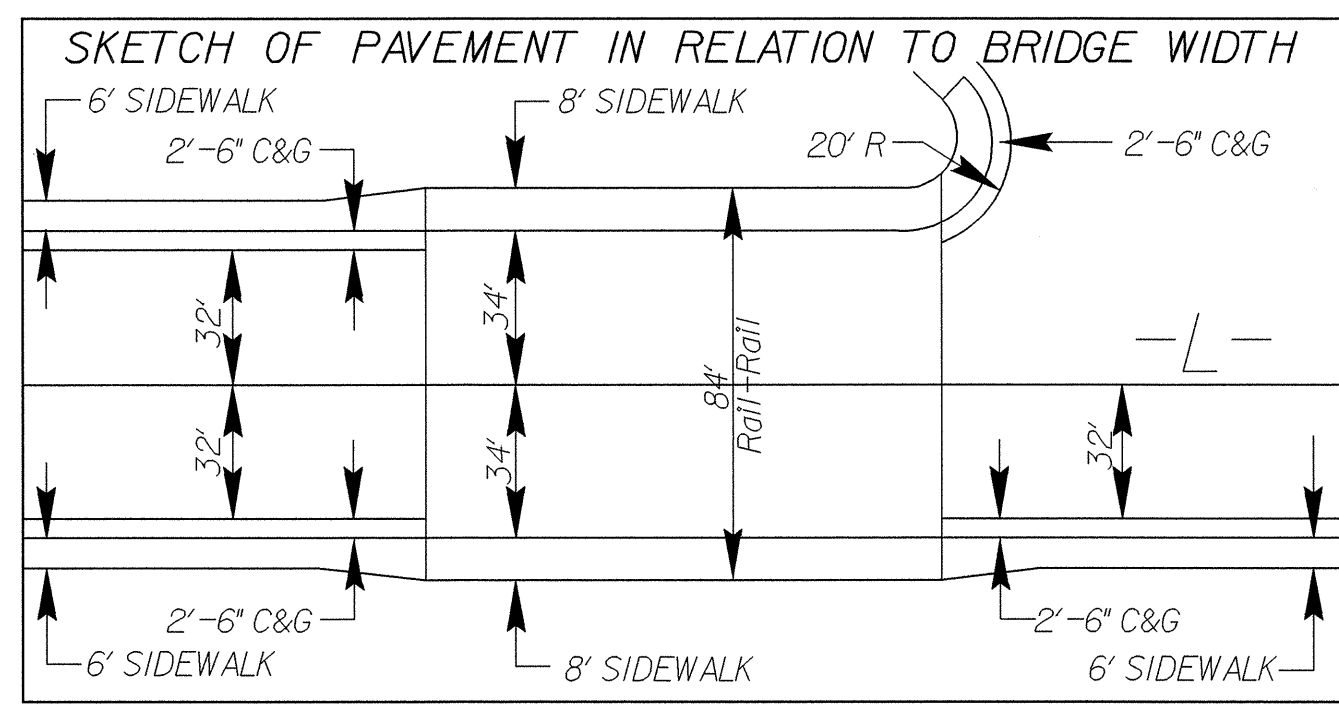 SKETCH OF PAVEMENT IN RELATION TO BRIDGE WIDTH
6' SIDEWALK
8' SIDEWALK
2'-6" C&G
20' R
2'-6" C&G
32'
34'
84'
Rail-Rail
L
32'
34'
32'
2'-6" C&G
2'-6" C&G
6' SIDEWALK
8' SIDEWALK
6' SIDEWALK